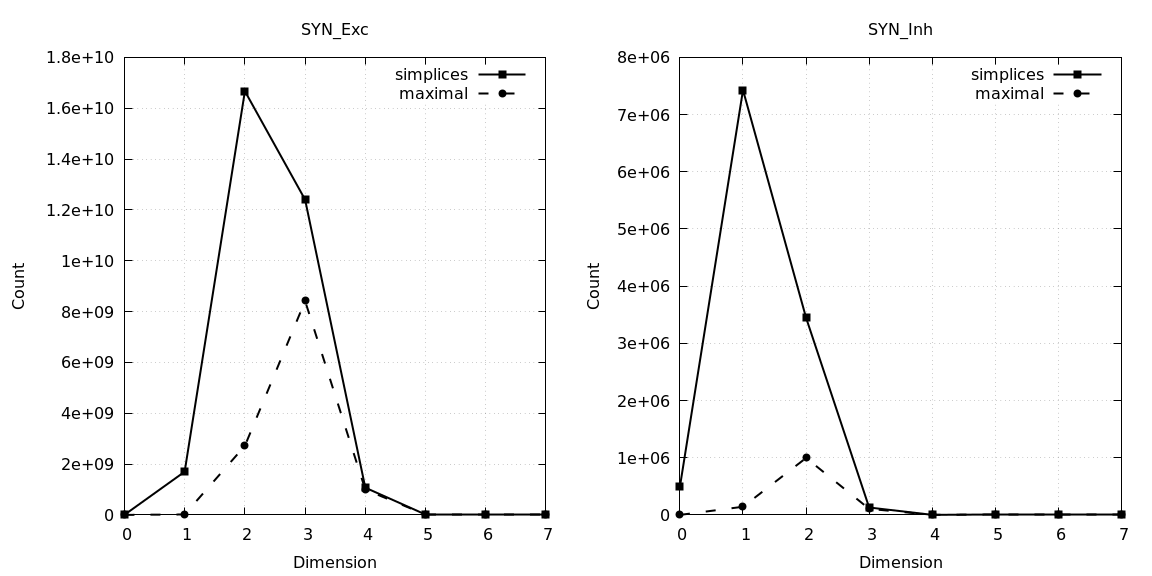 SYN_Exc
1.8e+10
1.6e+10
1.4e+10
1.2e+10
1e+10
8e+09
6e+09
4e+09
2e+09
0
Count
simplices
maximal
0 1 2 3 4 5 6 7
Dimension
SYN_Inh
8e+06
7e+06
6e+06
5e+06
4e+06
3e+06
2e+06
1e+06
0
Count
simplices
maximal
0 1 2 3 4 5 6 7
Dimension